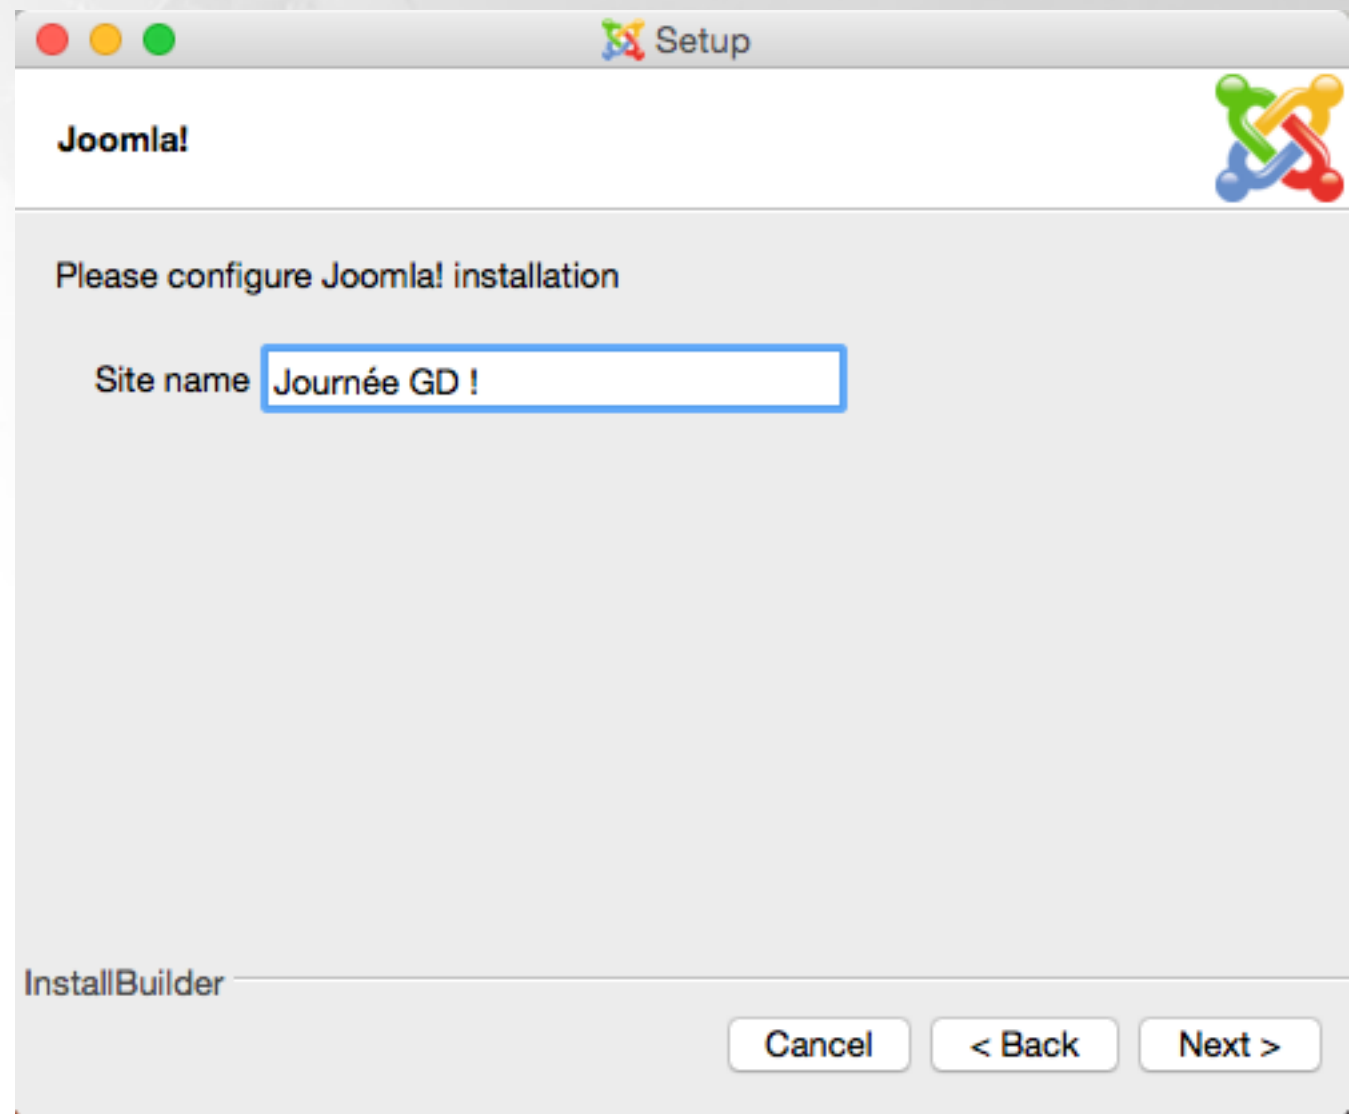 Setup
Joomla!
Please configure Joomla! installation
Site name Journée GD !
InstallBuilder
Cancel < Back Next >